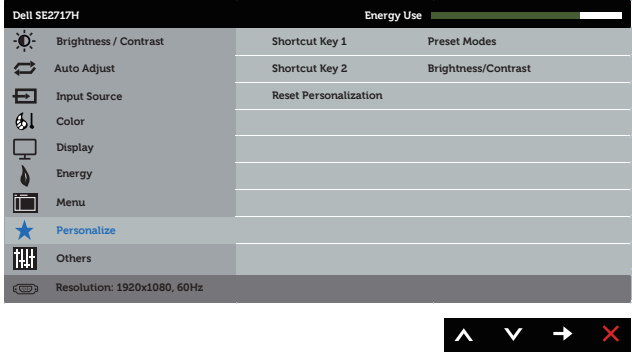 Dell SE2717H Energy Use
Brightness / Contrast Shortcut Key 1 Preset Modes
Auto Adjust Shortcut Key 2 Brightness/Contrast
Input Source Reset Personalization
Color
Display
Energy
Menu
Personalize
Others
Resolution: 1920x1080, 60Hz